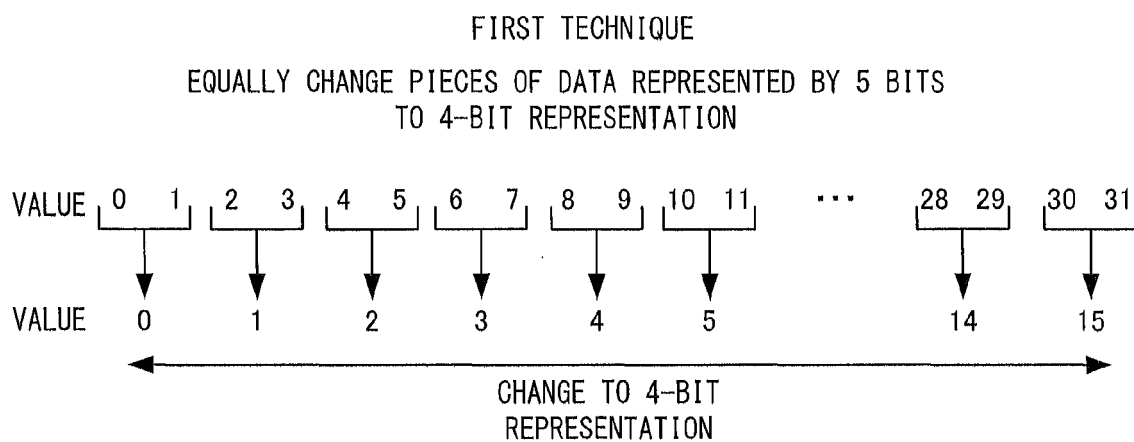 FIRST TECHNIQUE
EQUALLY CHANGE PIECES OF DATA REPRESENTED BY 5 BITS
TO 4-BIT REPRESENTATION
VALUE 0 1 2 3 4 5 6 7 8 9 10 11 ... 28 29 30 31
VALUE 0 1 2 3 4 5 14 15
CHANGE TO 4-BIT
REPRESENTATION